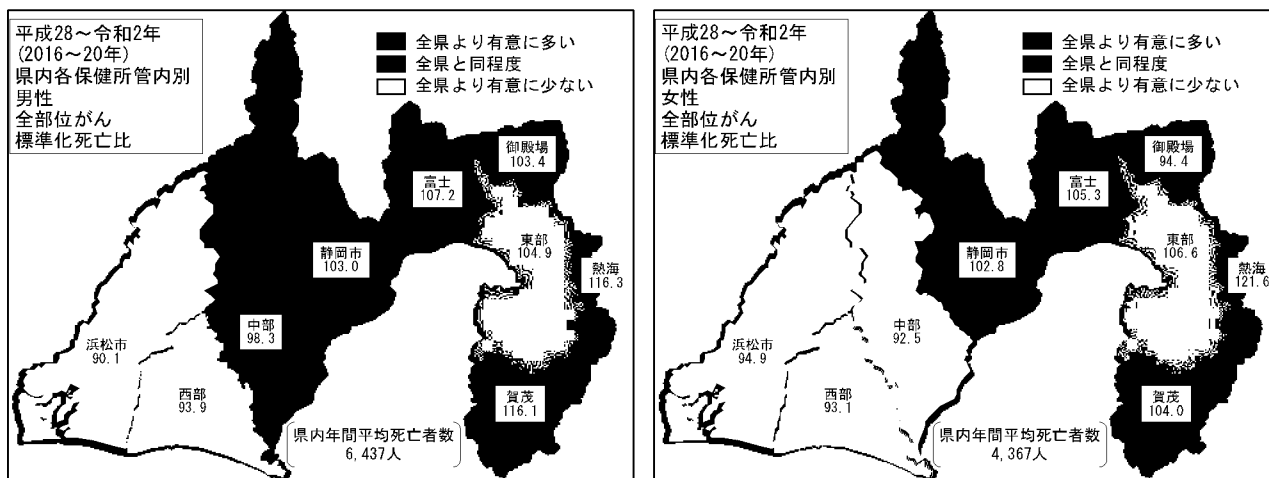 平成28～令和2年
(2016～20年)
県内各保健所管内別
男性
全部位がん
標準化死亡比
全県より有意に多い
全県と同程度
全県より有意に少ない
御殿場
103.4
富士
107.2
東部
104.9
静岡市
103.0
熱海
116.3
中部
98.3
浜松市
90.1
西部
93.9
賀茂
116.1
県内年間平均死亡者数
6,437人
平成28～令和2年
(2016～20年)
県内各保健所管内別
女性
全部位がん
標準化死亡比
全県より有意に多い
全県と同程度
全県より有意に少ない
御殿場
94.4
富士
105.3
東部
106.6
静岡市
102.8
熱海
121.6
中部
92.5
浜松市
94.9
西部
93.1
賀茂
104.0
県内年間平均死亡者数
4,367人